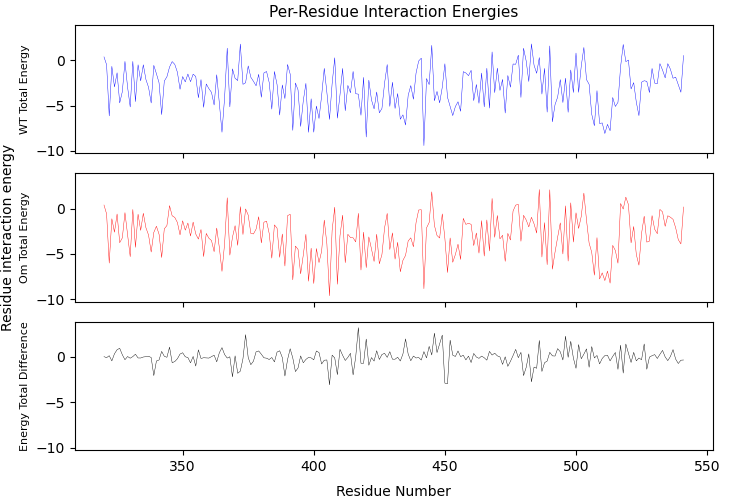 Per-Residue Interaction Energies
Residue interaction energy
WT Total Energy
0
−5
−10
Om Total Energy
0
−5
−10
Energy Total Difference
0
−5
−10
350
400
450
500
550
Residue Number